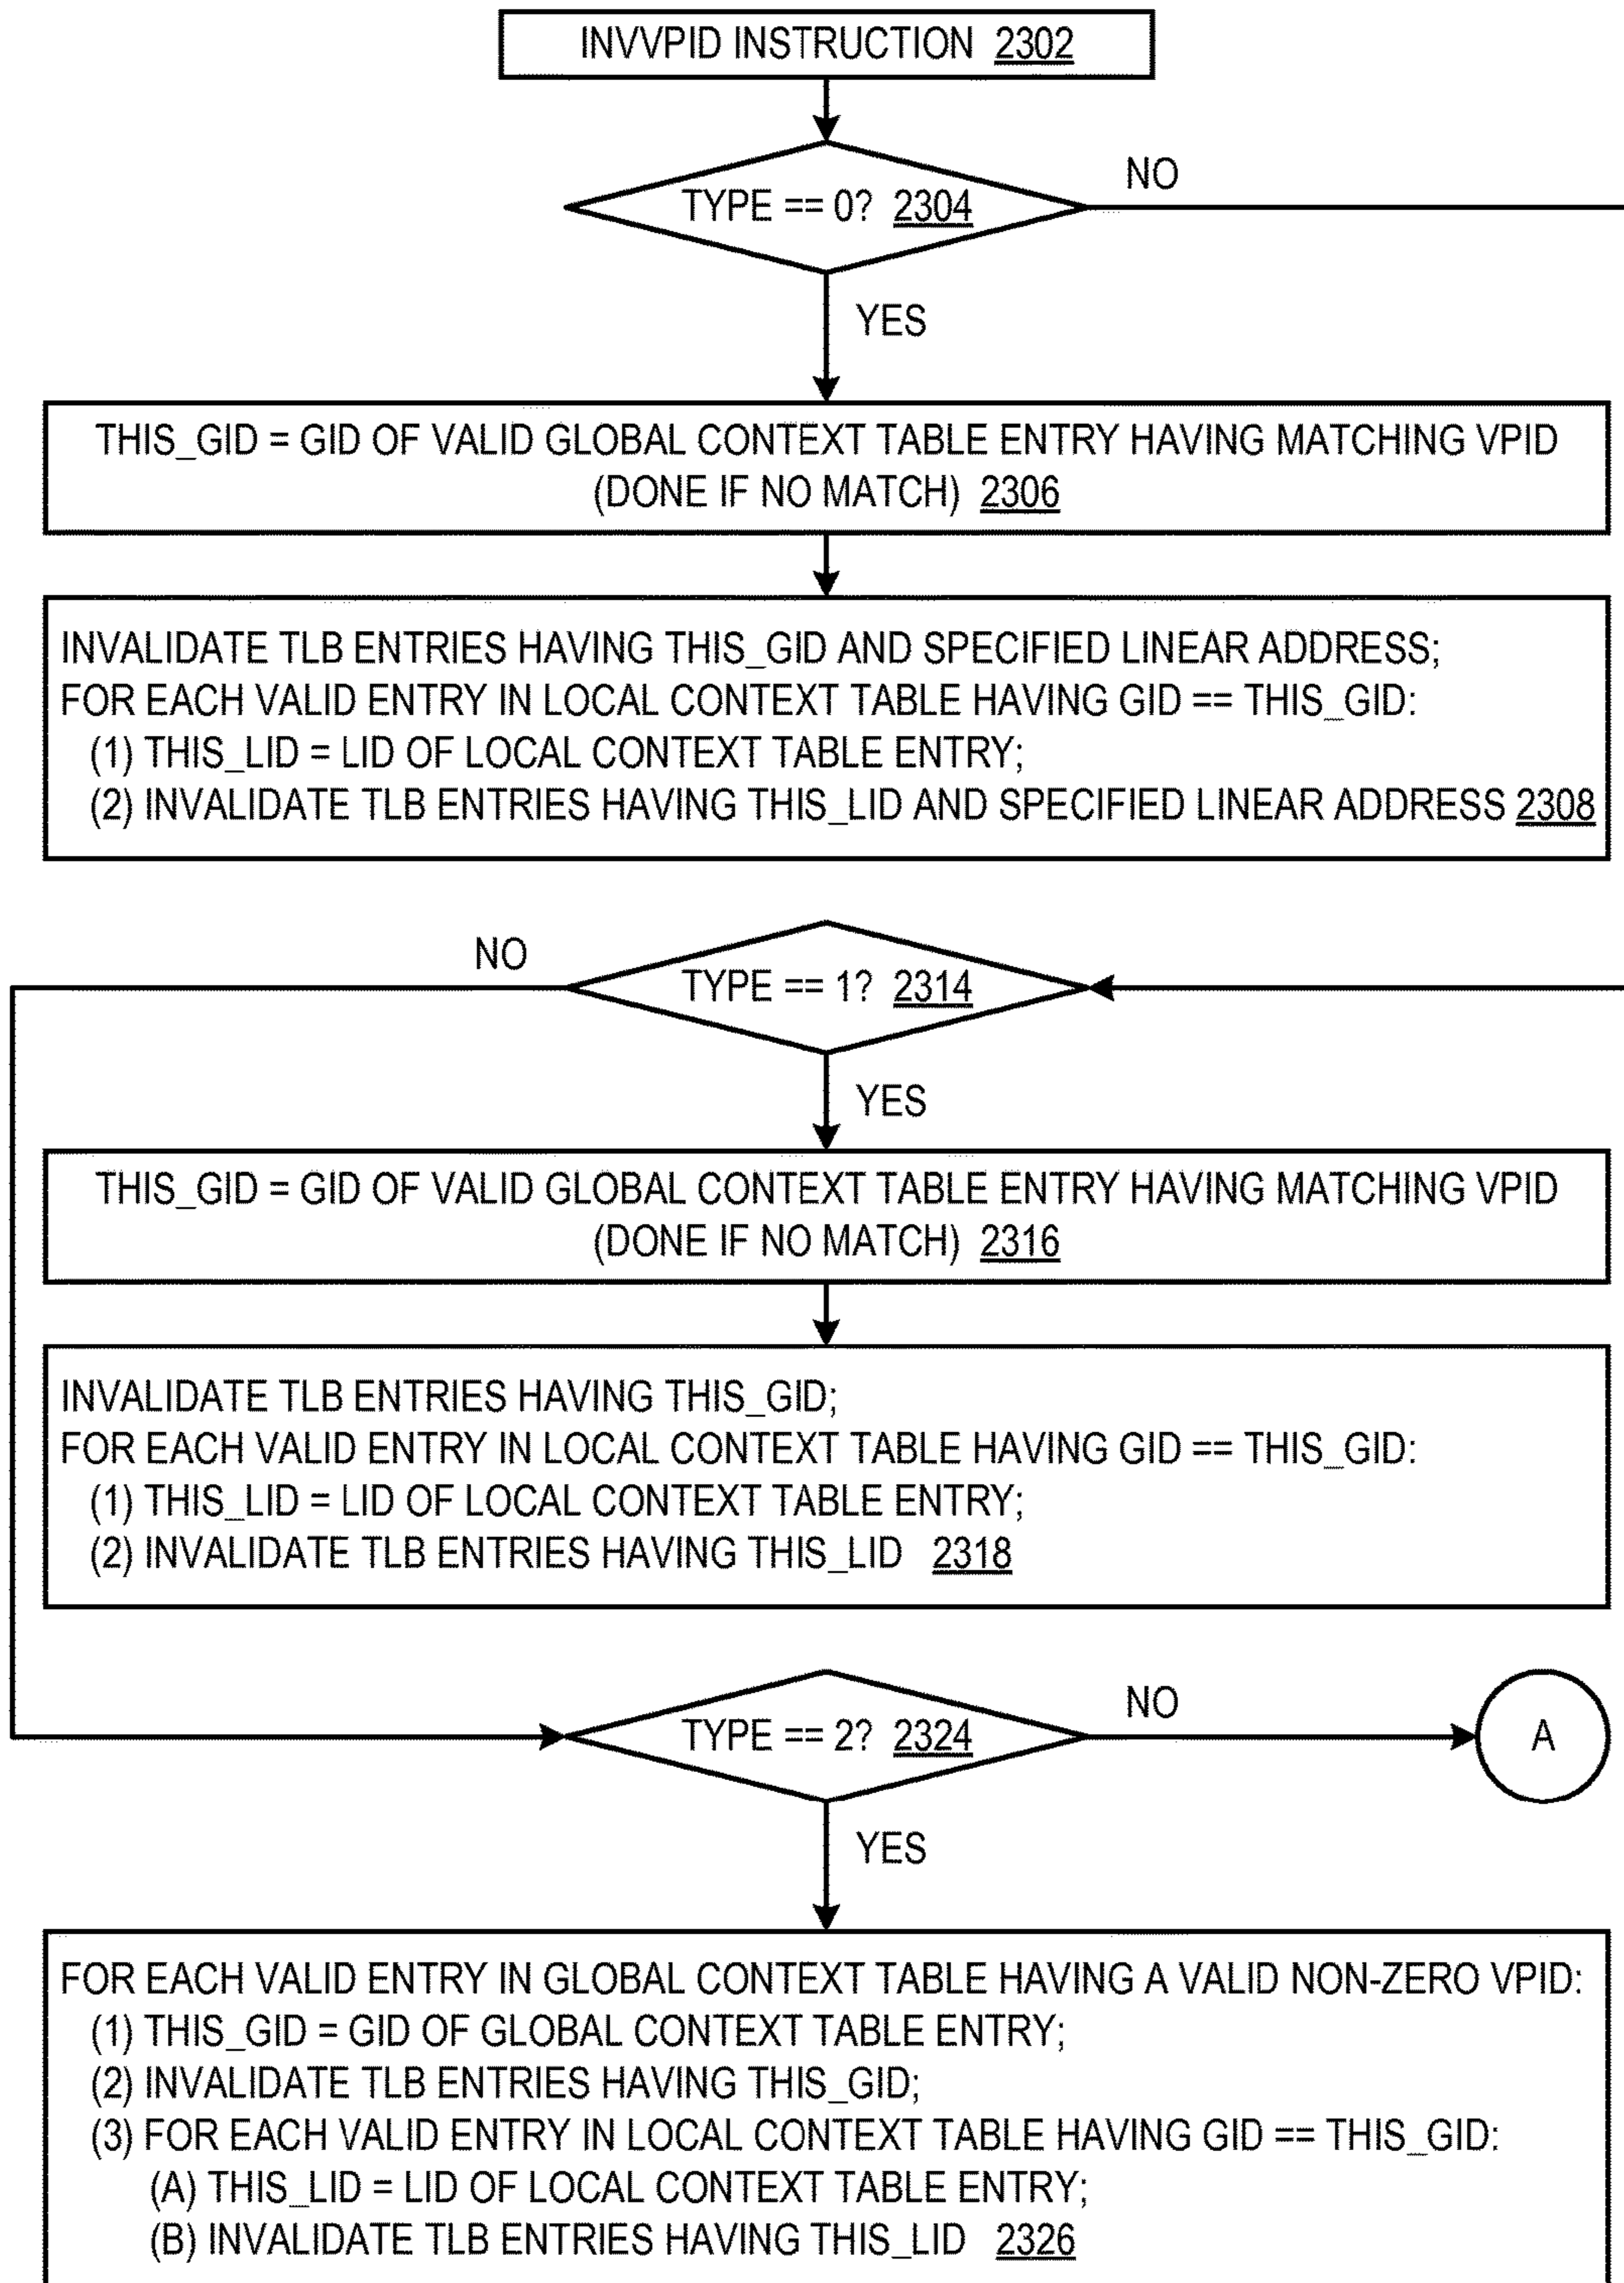 INVVPID INSTRUCTION 2302
TYPE == 0? 2304
NO
YES
THIS_GID = GID OF VALID GLOBAL CONTEXT TABLE ENTRY HAVING MATCHING VPID
(DONE IF NO MATCH) 2306
INVALIDATE TLB ENTRIES HAVING THIS_GID AND SPECIFIED LINEAR ADDRESS;
FOR EACH VALID ENTRY IN LOCAL CONTEXT TABLE HAVING GID == THIS_GID:
(1) THIS_LID = LID OF LOCAL CONTEXT TABLE ENTRY;
(2) INVALIDATE TLB ENTRIES HAVING THIS_LID AND SPECIFIED LINEAR ADDRESS 2308
NO
TYPE == 1? 2314
YES
THIS_GID = GID OF VALID GLOBAL CONTEXT TABLE ENTRY HAVING MATCHING VPID
(DONE IF NO MATCH) 2316
INVALIDATE TLB ENTRIES HAVING THIS_GID;
FOR EACH VALID ENTRY IN LOCAL CONTEXT TABLE HAVING GID == THIS_GID:
(1) THIS_LID = LID OF LOCAL CONTEXT TABLE ENTRY;
(2) INVALIDATE TLB ENTRIES HAVING THIS_LID 2318
TYPE == 2? 2324
NO
A
YES
FOR EACH VALID ENTRY IN GLOBAL CONTEXT TABLE HAVING A VALID NON-ZERO VPID:
(1) THIS_GID = GID OF GLOBAL CONTEXT TABLE ENTRY;
(2) INVALIDATE TLB ENTRIES HAVING THIS_GID;
(3) FOR EACH VALID ENTRY IN LOCAL CONTEXT TABLE HAVING GID == THIS_GID:
(A) THIS_LID = LID OF LOCAL CONTEXT TABLE ENTRY;
(B) INVALIDATE TLB ENTRIES HAVING THIS_LID 2326